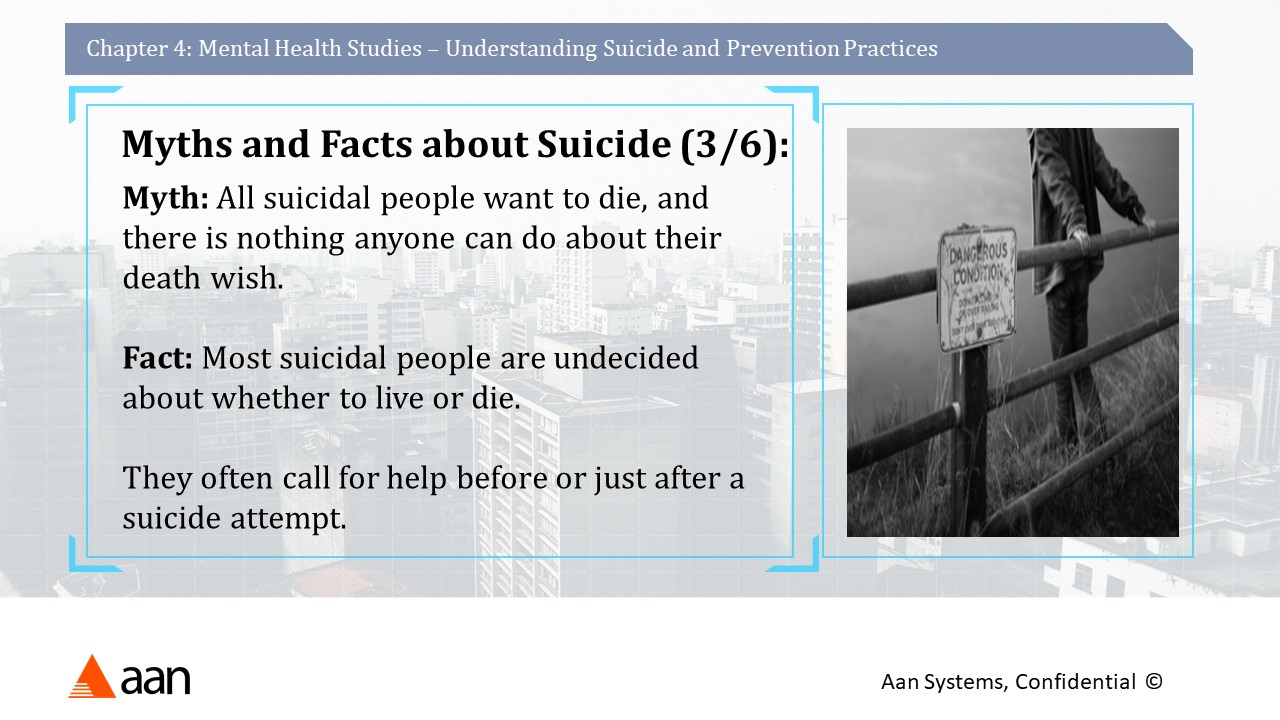 Chapter 4: Mental Health Studies – Understanding Suicide and Prevention Practices
Myths and Facts about Suicide (3/6):
Myth: All suicidal people want to die, and
there is nothing anyone can do about their
death wish.
Fact: Most suicidal people are undecided
about whether to live or die.
They often call for help before or just after a
suicide attempt.
DANGEROUS
CONDITION
aan
Aan Systems, Confidential ©